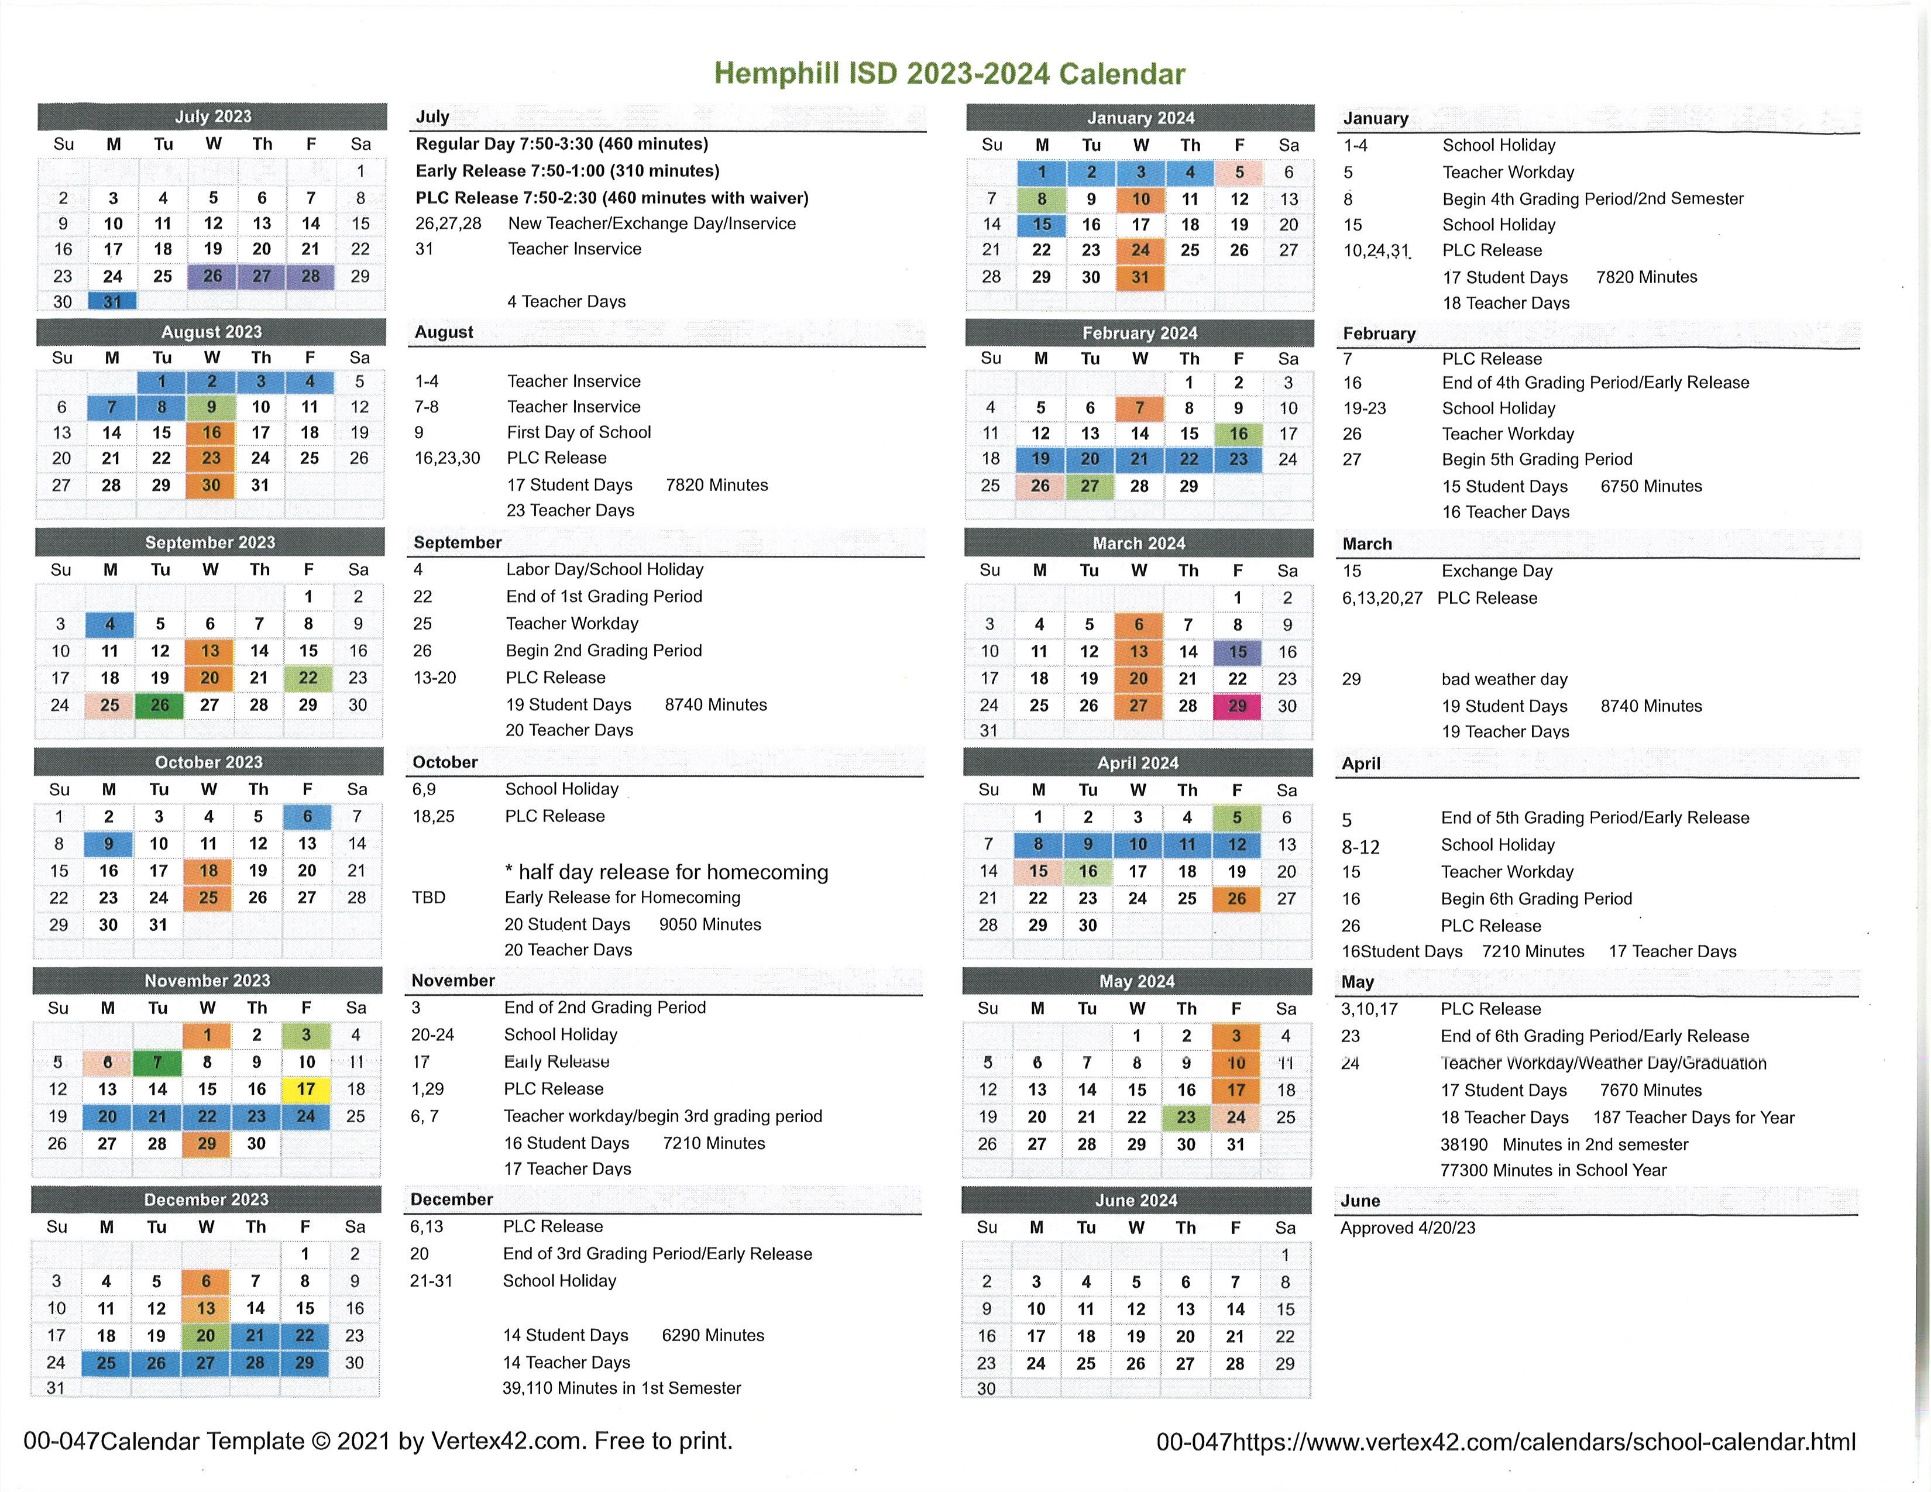 Hemphill ISD 2023-2024 Calendar
July 2023
Su M Tu W Th F Sa
1
2 3 4 5 6 7 8
9 10 11 12 13 14 15
16 17 18 19 20 21 22
23 24 25 26 27 28 29
30 31
July
Regular Day 7:50-3:30 (460 minutes)
Early Release 7:50-1:00 (310 minutes)
PLC Release 7:50-2:30 (460 minutes with waiver)
26,27,28 New Teacher/Exchange Day/Inservice
31 Teacher Inservice
4 Teacher Days
August 2023
Su M Tu W Th F Sa
1 2 3 4 5
6 7 8 9 10 11 12
13 14 15 16 17 18 19
20 21 22 23 24 25 26
27 28 29 30 31
August
1-4 Teacher Inservice
7-8 Teacher Inservice
9 First Day of School
16,23,30 PLC Release
17 Student Days 7820 Minutes
23 Teacher Days
September 2023
Su M Tu W Th F Sa
1 2
3 4 5 6 7 8 9
10 11 12 13 14 15 16
17 18 19 20 21 22 23
24 25 26 27 28 29 30
September
4 Labor Day/School Holiday
22 End of 1st Grading Period
25 Teacher Workday
26 Begin 2nd Grading Period
13-20 PLC Release
19 Student Days 8740 Minutes
20 Teacher Days
October 2023
Su M Tu W Th F Sa
1 2 3 4 5 6 7
8 9 10 11 12 13 14
15 16 17 18 19 20 21
22 23 24 25 26 27 28
29 30 31
October
6,9 School Holiday
18,25 PLC Release
* half day release for homecoming
TBD Early Release for Homecoming
20 Student Days 9050 Minutes
20 Teacher Days
November 2023
Su M Tu W Th F Sa
1 2 3 4
5 6 7 8 9 10 11
12 13 14 15 16 17 18
19 20 21 22 23 24 25
26 27 28 29 30
November
3 End of 2nd Grading Period
20-24 School Holiday
17 Early Release
1,29 PLC Release
6, 7 Teacher workday/begin 3rd grading period
16 Student Days 7210 Minutes
17 Teacher Days
December 2023
Su M Tu W Th F Sa
1 2
3 4 5 6 7 8 9
10 11 12 13 14 15 16
17 18 19 20 21 22 23
24 25 26 27 28 29 30
31
December
6,13 PLC Release
20 End of 3rd Grading Period/Early Release
21-31 School Holiday
14 Student Days 6290 Minutes
14 Teacher Days
39,110 Minutes in 1st Semester
January 2024
Su M Tu W Th F Sa
1 2 3 4 5 6
7 8 9 10 11 12 13
14 15 16 17 18 19 20
21 22 23 24 25 26 27
28 29 30 31
January
1-4 School Holiday
5 Teacher Workday
8 Begin 4th Grading Period/2nd Semester
15 School Holiday
10,24,31. PLC Release
17 Student Days 7820 Minutes
18 Teacher Days
February 2024
Su M Tu W Th F Sa
1 2 3
4 5 6 7 8 9 10
11 12 13 14 15 16 17
18 19 20 21 22 23 24
25 26 27 28 29
February
7 PLC Release
16 End of 4th Grading Period/Early Release
19-23 School Holiday
26 Teacher Workday
27 Begin 5th Grading Period
15 Student Days 6750 Minutes
16 Teacher Days
March 2024
Su M Tu W Th F Sa
1 2
3 4 5 6 7 8 9
10 11 12 13 14 15 16
17 18 19 20 21 22 23
24 25 26 27 28 29 30
31
March
15 Exchange Day
6,13,20,27 PLC Release
29 bad weather day
19 Student Days 8740 Minutes
19 Teacher Days
April 2024
Su M Tu W Th F Sa
1 2 3 4 5 6
7 8 9 10 11 12 13
14 15 16 17 18 19 20
21 22 23 24 25 26 27
28 29 30
April
5 End of 5th Grading Period/Early Release
8-12 School Holiday
15 Teacher Workday
16 Begin 6th Grading Period
26 PLC Release
16Student Days 7210 Minutes 17 Teacher Days
May 2024
Su M Tu W Th F Sa
1 2 3 4
5 6 7 8 9 10 11
12 13 14 15 16 17 18
19 20 21 22 23 24 25
26 27 28 29 30 31
May
3,10,17 PLC Release
23 End of 6th Grading Period/Early Release
24 Teacher Workday/Weather Day/Graduation
17 Student Days 7670 Minutes
18 Teacher Days 187 Teacher Days for Year
38190 Minutes in 2nd semester
77300 Minutes in School Year
June 2024
Su M Tu W Th F Sa
1
2 3 4 5 6 7 8
9 10 11 12 13 14 15
16 17 18 19 20 21 22
23 24 25 26 27 28 29
30
June
Approved 4/20/23
00-047Calendar Template © 2021 by Vertex42.com. Free to print.
00-047https://www.vertex42.com/calendars/school-calendar.html